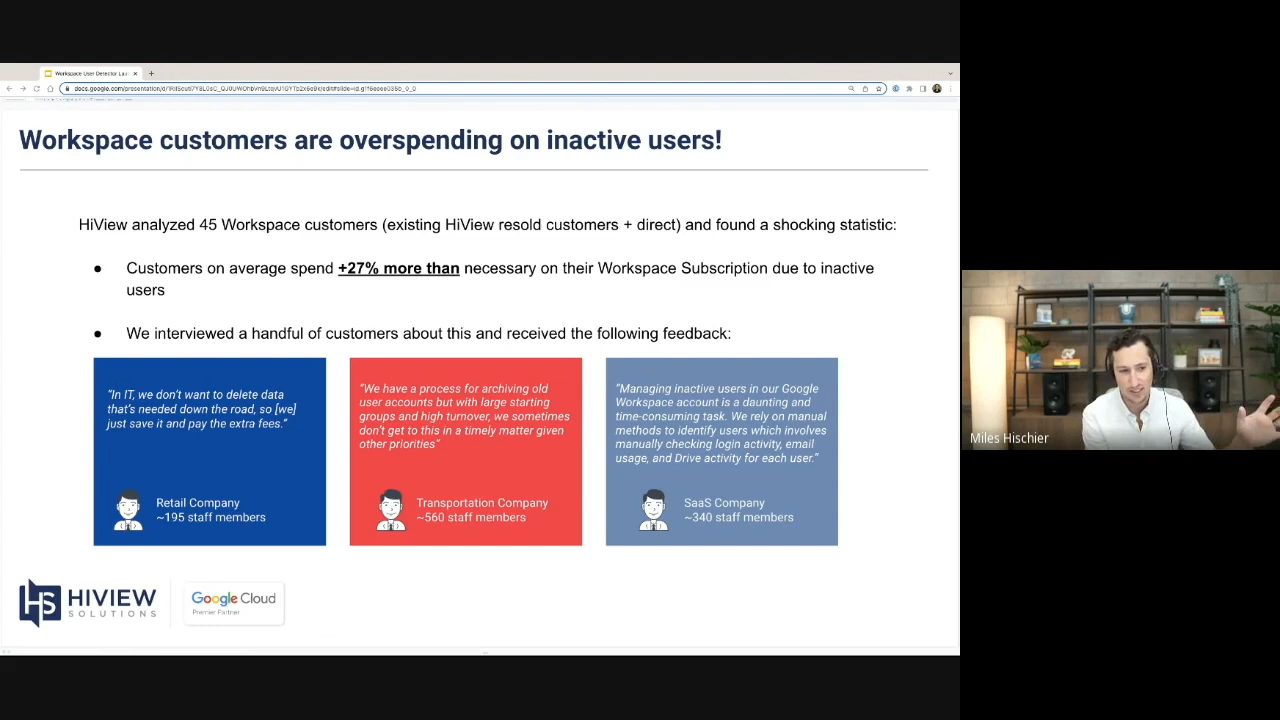 Workspace User Detector Lau
Workspace customers are overspending on inactive users!
HiView analyzed 45 Workspace customers (existing HiView resold customers + direct) and found a shocking statistic:
● Customers on average spend +27% more than necessary on their Workspace Subscription due to inactive
users
● We interviewed a handful of customers about this and received the following feedback:
"In IT, we don't want to delete data
that's needed down the road, so [we]
just save it and pay the extra fees."
Retail Company
~195 staff members
"We have a process for archiving old
user accounts but with large starting
groups and high turnover, we sometimes
don't get to this in a timely matter given
other priorities"
Transportation Company
~560 staff members
"Managing inactive users in our Google
Workspace account is a daunting and
time-consuming task. We rely on manual
methods to identify users which involves
manually checking login activity, email
usage, and Drive activity for each user."
SaaS Company
~340 staff members
HS HIVIEW
SOLUTIONS
Google Cloud
Premier Partner
Miles Hischier